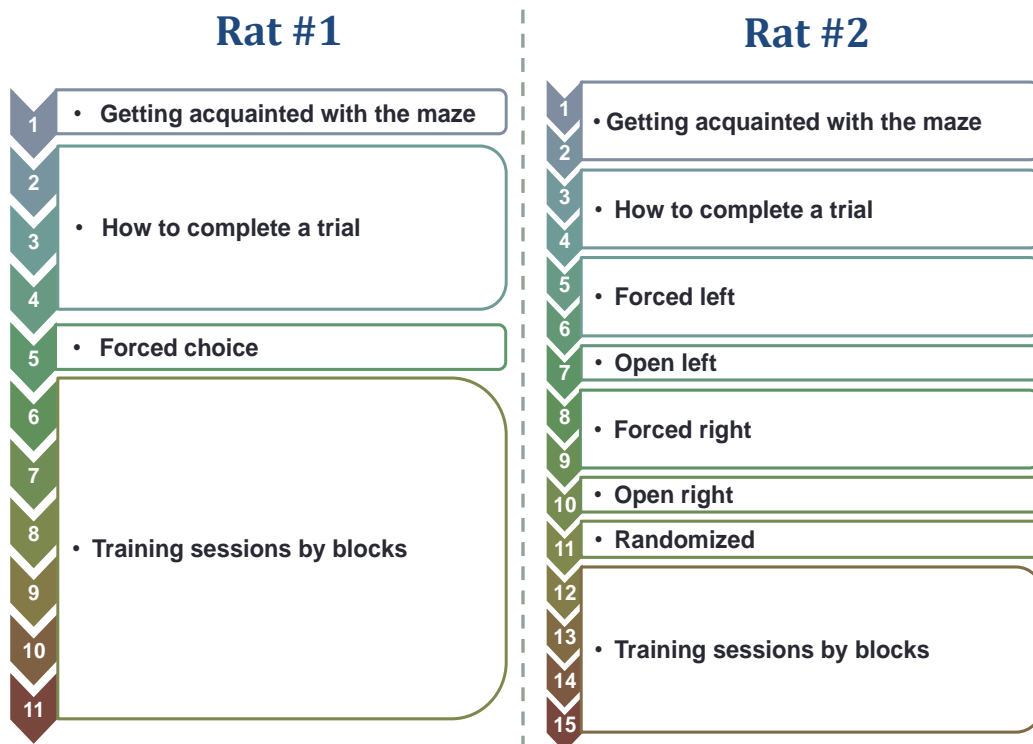 Rat #1
1
• Getting acquainted with the maze
2
3
4
• How to complete a trial
5
• Forced choice
6
7
8
9
10
11
• Training sessions by blocks
Rat #2
1
2
• Getting acquainted with the maze
3
4
• How to complete a trial
5
6
• Forced left
7
• Open left
8
9
• Forced right
10
• Open right
11
• Randomized
12
13
14
15
• Training sessions by blocks